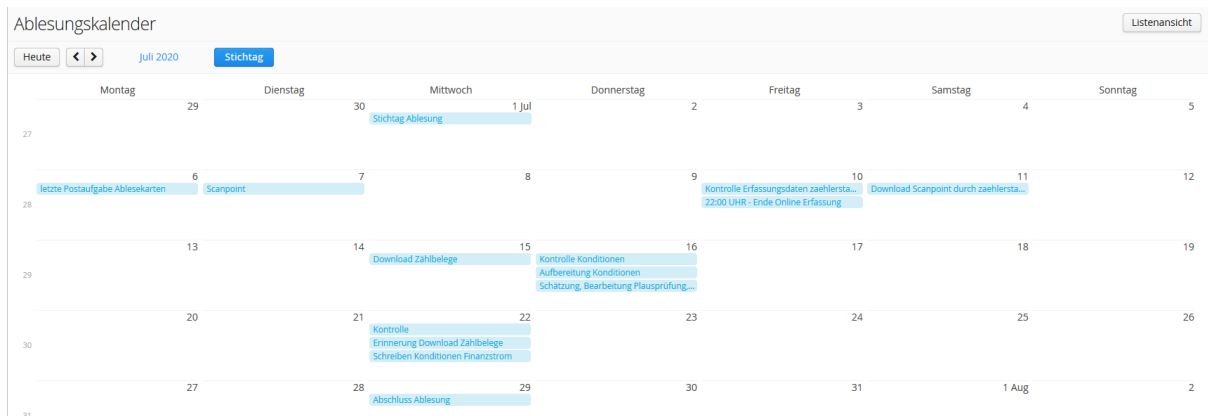 Ablesungskalender
Listenansicht
Heute
Juli 2020
Stichtag
Montag Dienstag Mittwoch Donnerstag Freitag Samstag Sonntag
29 30 1 Jul 2 3 4 5
Stichtag Ablesung
27
6 7 8 9 10 11 12
letzte Postaufgabe Ablesekarten Scanpoint Kontrolle Erfassungsdaten zaehlersta... Download Scanpoint durch zaehlersta...
28
22:00 UHR - Ende Online Erfassung
13 14 15 16 17 18 19
Download Zählbelege Kontrolle Konditionen
Aufbereitung Konditionen
29
Schätzung, Bearbeitung Plausprüfung,...
20 21 22 23 24 25 26
Kontrolle
30
Erinnerung Download Zählbelege
Schreiben Konditionen Finanzstrom
27 28 29 30 31 1 Aug 2
Abschluss Ablesung
31